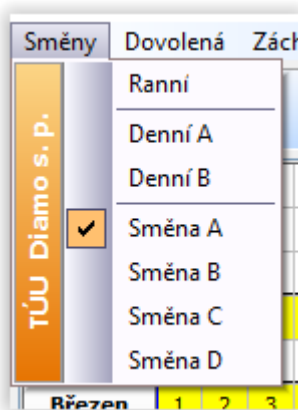 Směny Dovolená Zách
Ranní
Denní A
Denní B
Směna A
Směna B
Směna C
Směna D
TÚU Diamo s. p.
Březen 1 2 3